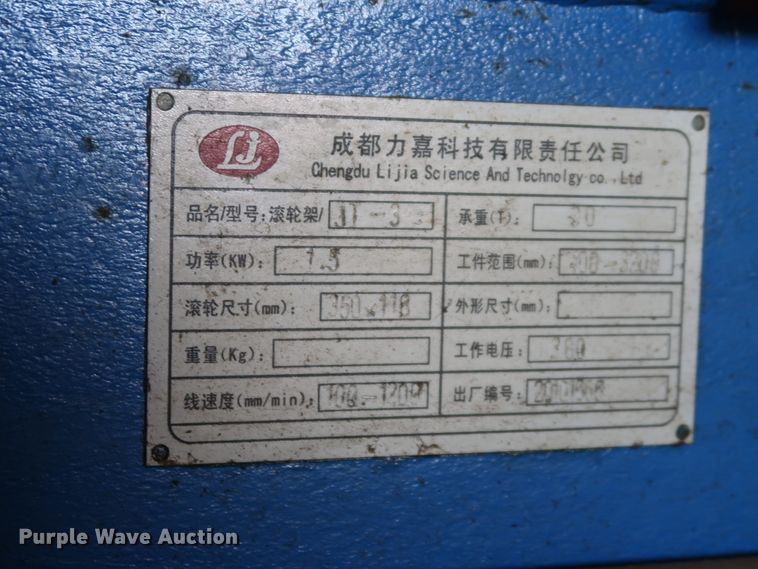 LJ
成都力嘉科技有限责任公司
Chengdu Lijia Science And Technolgy co.,Ltd
品名/型号:滚轮架/ 承重(T):
功率(KW): 工件范围(mm):
滚轮尺寸(mm): 外形尺寸(mm):
重量(Kg): 工作电压: 380
线速度(mm/min): 出厂编号:
Purple Wave Auction